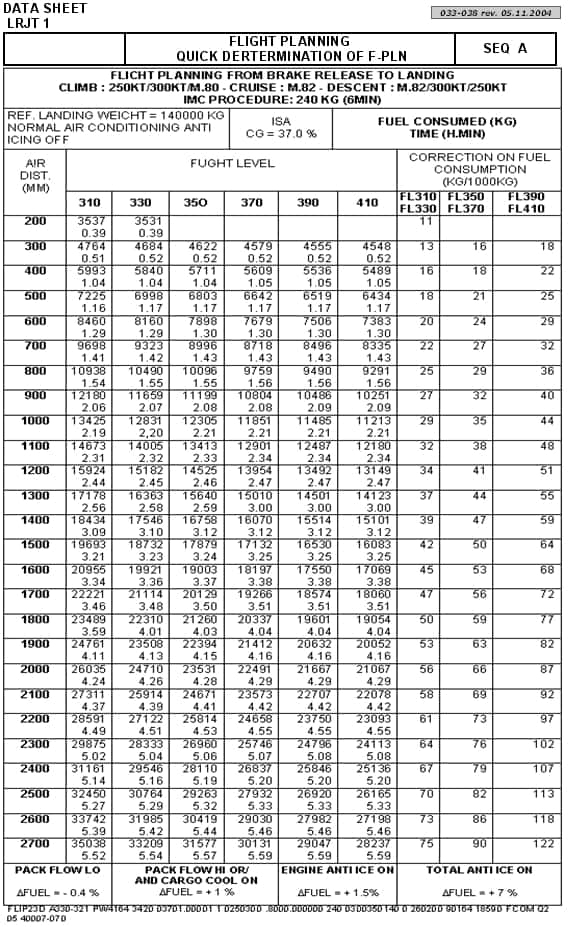 DATA SHEET
LRJT 1
033-038 rev. 05.11.2004
FLIGHT PLANNING
QUICK DERTERMINATION OF F-PLN
SEQ A
FLICHT PLANNING FROM BRAKE RELEASE TO LANDING
CLIMB : 250KT/300KT/M.80 - CRUISE : M.82 - DESCENT : M.82/300KT/250KT
IMC PROCEDURE: 240 KG (6MIN)
REF. LANDING WEICHT = 140000 KG
NORMAL AIR CONDITIONING ANTI
ICING OFF
ISA
CG = 37.0 %
FUEL CONSUMED (KG)
TIME (H.MIN)
AIR
DIST.
(MM)
FUGHT LEVEL
CORRECTION ON FUEL
CONSUMPTION
(KG/1000KG)
310 330 35O 370 390 410 FL310 FL350 FL390
FL330 FL370 FL410
200 3537 3531 11
0.39 0.39
300 4764 4684 4622 4579 4555 4548 13 16 18
0.51 0.52 0.52 0.52 0.52 0.52
400 5993 5840 5711 5609 5536 5489 16 18 22
1.04 1.04 1.04 1.05 1.05 1.05
500 7225 6998 6803 6642 6519 6434 18 21 25
1.16 1.17 1.17 1.17 1.17 1.17
600 8460 8160 7898 7679 7506 7383 20 24 29
1.29 1.29 1.30 1.30 1.30 1.30
700 9698 9323 8996 8718 8496 8335 22 27 32
1.41 1.42 1.43 1.43 1.43 1.43
800 10938 10490 10096 9759 9490 9291 25 29 36
1.54 1.55 1.55 1.56 1.56 1.56
900 12180 11659 11199 10804 10486 10251 27 32 40
2.06 2.07 2.08 2.08 2.09 2.09
1000 13425 12831 12305 11851 11485 11213 29 35 44
2.19 2,20 2.21 2.21 2.21 2.21
1100 14673 14005 13413 12901 12487 12180 32 38 48
2.31 2.32 2.33 2.34 2.34 2.34
1200 15924 15182 14525 13954 13492 13149 34 41 51
2.44 2.45 2.46 2.47 2.47 2.47
1300 17178 16363 15640 15010 14501 14123 37 44 55
2.56 2.58 2.59 3.00 3.00 3.00
1400 18434 17546 16758 16070 15514 15101 39 47 59
3.09 3.10 3.12 3.12 3.12 3.12
1500 19693 18732 17879 17132 16530 16083 42 50 64
3.21 3.23 3.24 3.25 3.25 3.25
1600 20955 19921 19003 18197 17550 17069 45 53 68
3.34 3.36 3.37 3.38 3.38 3.38
1700 22221 21114 20129 19266 18574 18060 47 56 72
3.46 3.48 3.50 3.51 3.51 3.51
1800 23489 22310 21260 20337 19601 19054 50 59 77
3.59 4.01 4.03 4.04 4.04 4.04
1900 24761 23508 22394 21412 20632 20052 53 63 82
4.11 4.13 4.15 4.16 4.16 4.16
2000 26035 24710 23531 22491 21667 21067 56 66 87
4.24 4.26 4.28 4.29 4.29 4.29
2100 27311 25914 24671 23573 22707 22078 58 69 92
4.37 4.39 4.41 4.42 4.42 4.42
2200 28591 27122 25814 24658 23750 23093 61 73 97
4.49 4.51 4.53 4.55 4.55 4.55
2300 29875 28333 26960 25746 24796 24113 64 76 102
5.02 5.04 5.06 5.07 5.08 5.08
2400 31161 29546 28110 26837 25846 25136 67 79 107
5.14 5.16 5.19 5.20 5.20 5.20
2500 32450 30764 29263 27932 26920 26165 70 82 113
5.27 5.29 5.32 5.33 5.33 5.33
2600 33742 31985 30419 29030 27982 27198 73 86 118
5.39 5.42 5.44 5.46 5.46 5.46
2700 35038 33209 31577 30131 29047 28237 75 90 122
5.52 5.54 5.57 5.59 5.59 5.59
PACK FLOW LO PACK FLOW HI OR/ ENGINE ANTI ICE ON TOTAL ANTI ICE ON
AND CARGO COOL ON
ΔFUEL = - 0.4 % ΔFUEL = + 1 % ΔFUEL = + 1.5% ΔFUEL = + 7 %
FLIP23D A330-321 PW4164 3420 03701.00001 1 0250300 .8000.000000 240 0300350 140 0 260200 90164 18590 FCOM 02
05 40007-070